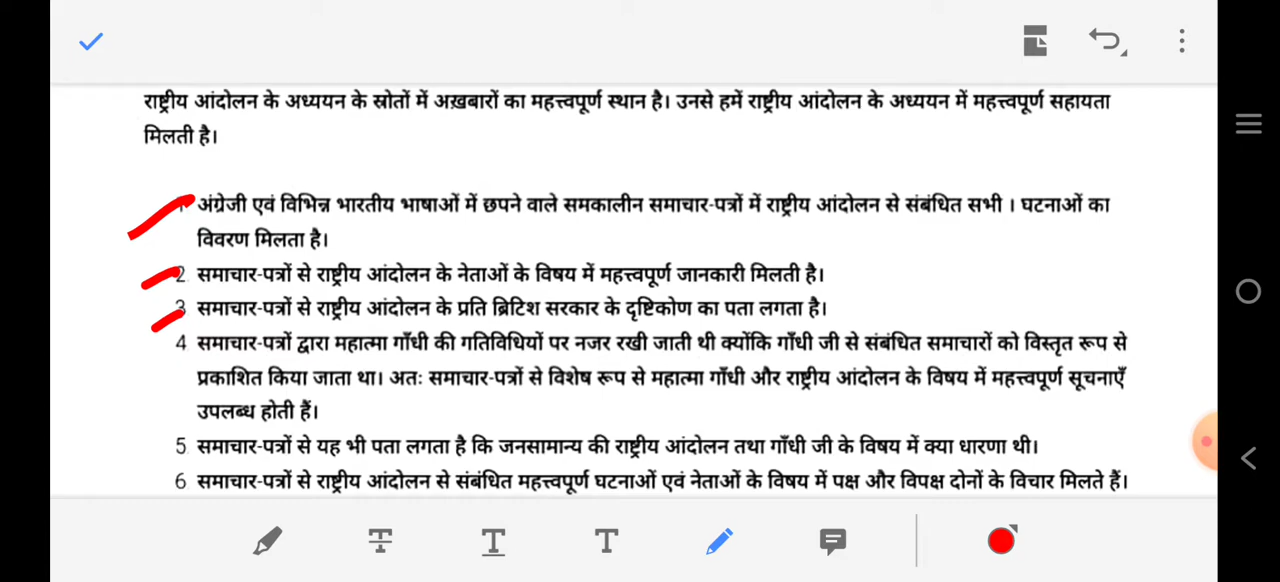 राष्ट्रीय आंदोलन के अध्ययन के स्रोतों में अख़बारों का महत्त्वपूर्ण स्थान है। उनसे हमें राष्ट्रीय आंदोलन के अध्ययन में महत्त्वपूर्ण सहायता
मिलती है।
1 अंग्रेजी एवं विभिन्न भारतीय भाषाओं में छपने वाले समकालीन समाचार-पत्रों में राष्ट्रीय आंदोलन से संबंधित सभी । घटनाओं का
विवरण मिलता है।
2 समाचार-पत्रों से राष्ट्रीय आंदोलन के नेताओं के विषय में महत्त्वपूर्ण जानकारी मिलती है।
3 समाचार-पत्रों से राष्ट्रीय आंदोलन के प्रति ब्रिटिश सरकार के दृष्टिकोण का पता लगता है।
4 समाचार-पत्रों द्वारा महात्मा गाँधी की गतिविधियों पर नजर रखी जाती थी क्योंकि गाँधी जी से संबंधित समाचारों को विस्तृत रूप से
प्रकाशित किया जाता था। अतः समाचार-पत्रों से विशेष रूप से महात्मा गाँधी और राष्ट्रीय आंदोलन के विषय में महत्त्वपूर्ण सूचनाएँ
उपलब्ध होती हैं।
5 समाचार-पत्रों से यह भी पता लगता है कि जनसामान्य की राष्ट्रीय आंदोलन तथा गाँधी जी के विषय में क्या धारणा थी।
6 समाचार-पत्रों से राष्ट्रीय आंदोलन से संबंधित महत्त्वपूर्ण घटनाओं एवं नेताओं के विषय में पक्ष और विपक्ष दोनों के विचार मिलते हैं।